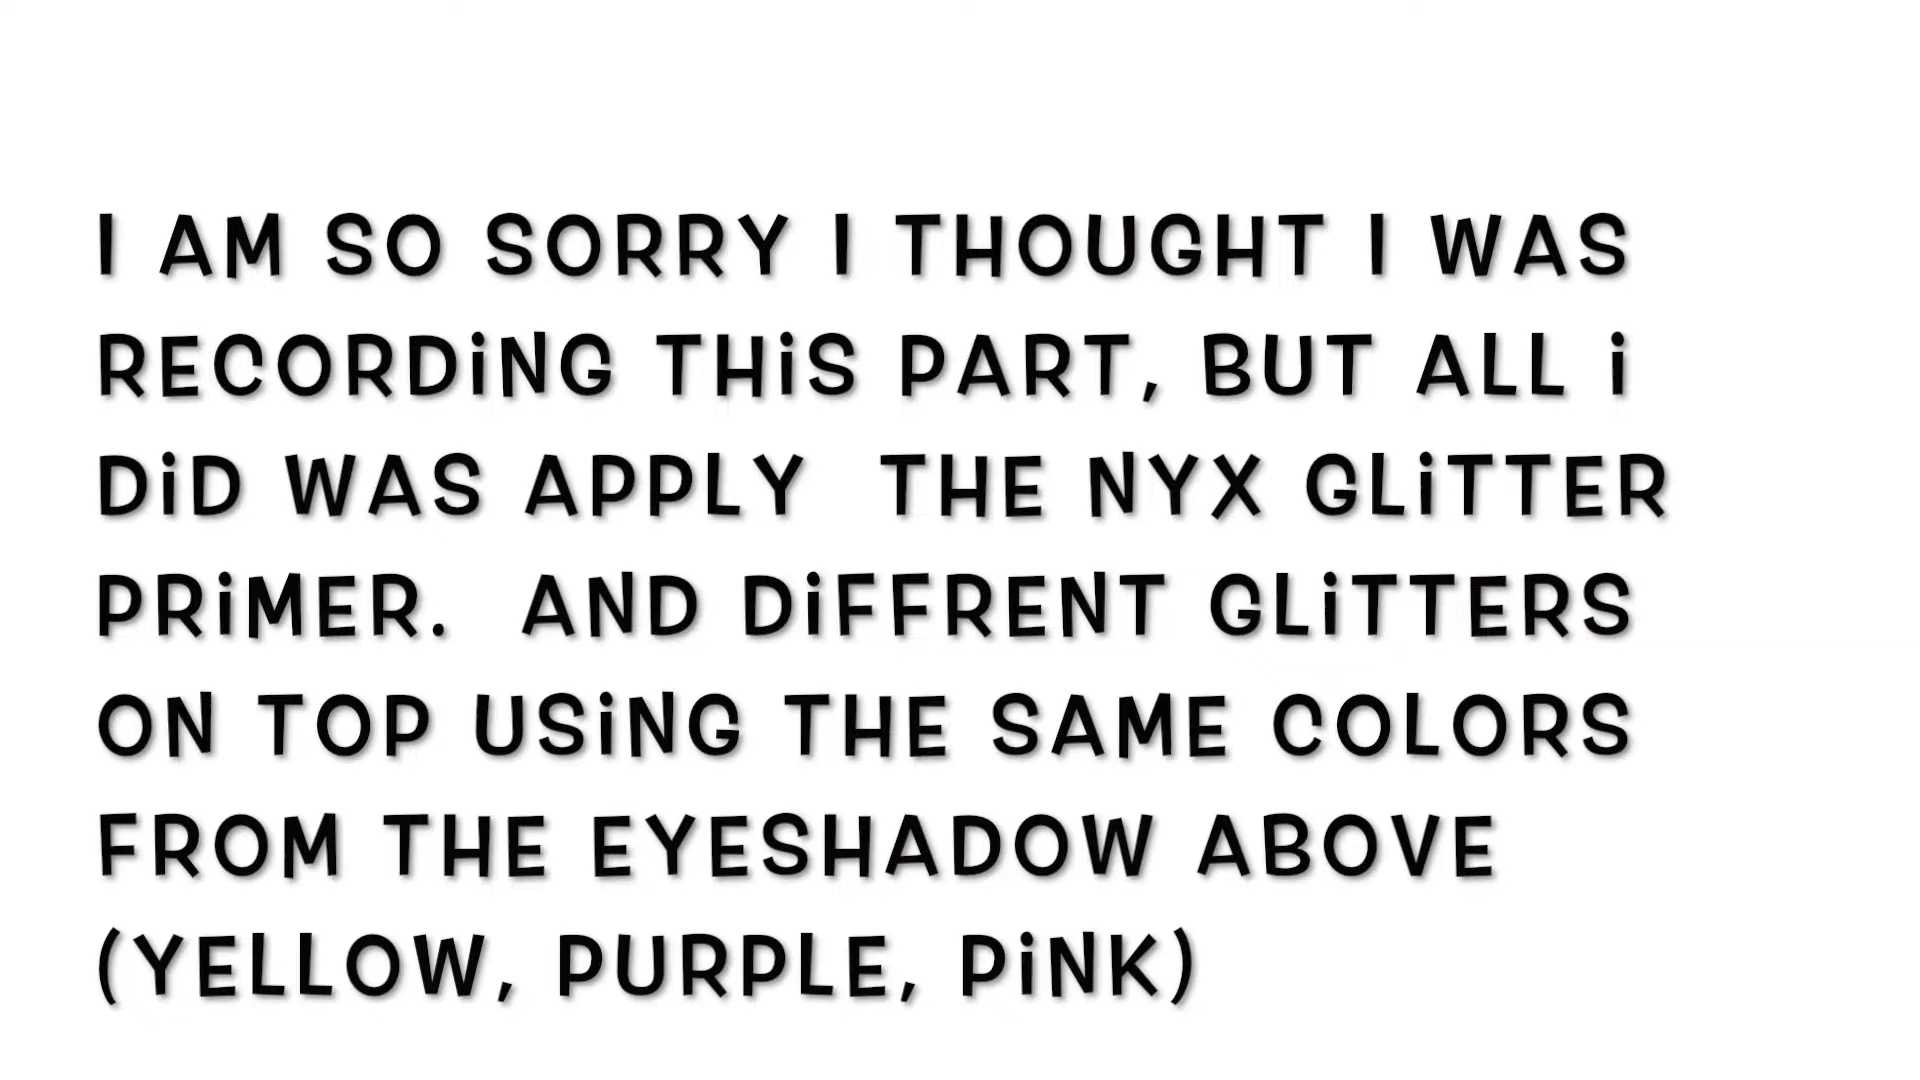 I AM SO SORRY I THOUGHT I WAS
RECORDiNG THiS PART, BUT ALL i
DiD WAS APPLY  THE NYX GLiTTER
PRiMER.  AND DiFFRENT GLiTTERS
ON TOP USiNG THE SAME COLORS
FROM THE EYESHADOW ABOVE
(YELLOW, PURPLE, PiNK)